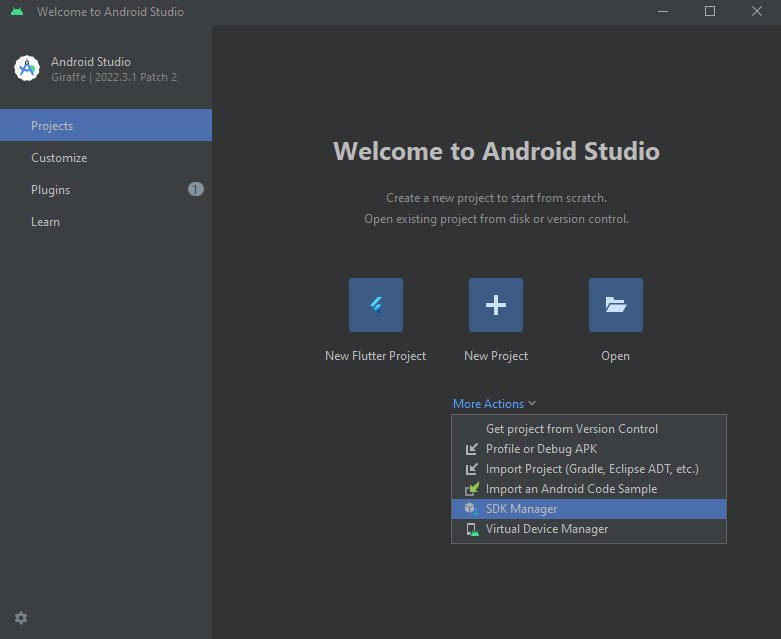 Welcome to Android Studio
Android Studio
Giraffe | 2022.3.1 Patch 2
Projects
Customize
Plugins
1
Learn
Welcome to Android Studio
Create a new project to start from scratch.
Open existing project from disk or version control.
New Flutter Project
New Project
Open
More Actions
Get project from Version Control
Profile or Debug APK
Import Project (Gradle, Eclipse ADT, etc.)
Import an Android Code Sample
SDK Manager
Virtual Device Manager